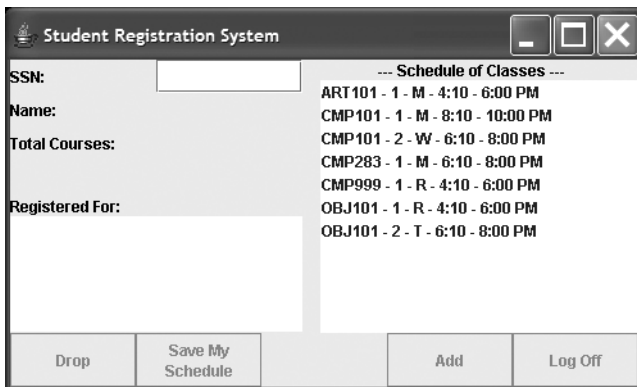 Student Registration System
SSN:
Name:
Total Courses:
Registered For:
--- Schedule of Classes ---
ART101 - 1 - M - 4:10 - 6:00 PM
CMP101 - 1 - M - 8:10 - 10:00 PM
CMP101 - 2 - W - 6:10 - 8:00 PM
CMP283 - 1 - M - 6:10 - 8:00 PM
CMP999 - 1 - R - 4:10 - 6:00 PM
OBJ101 - 1 - R - 4:10 - 6:00 PM
OBJ101 - 2 - T - 6:10 - 8:00 PM
Drop
Save My
Schedule
Add
Log Off